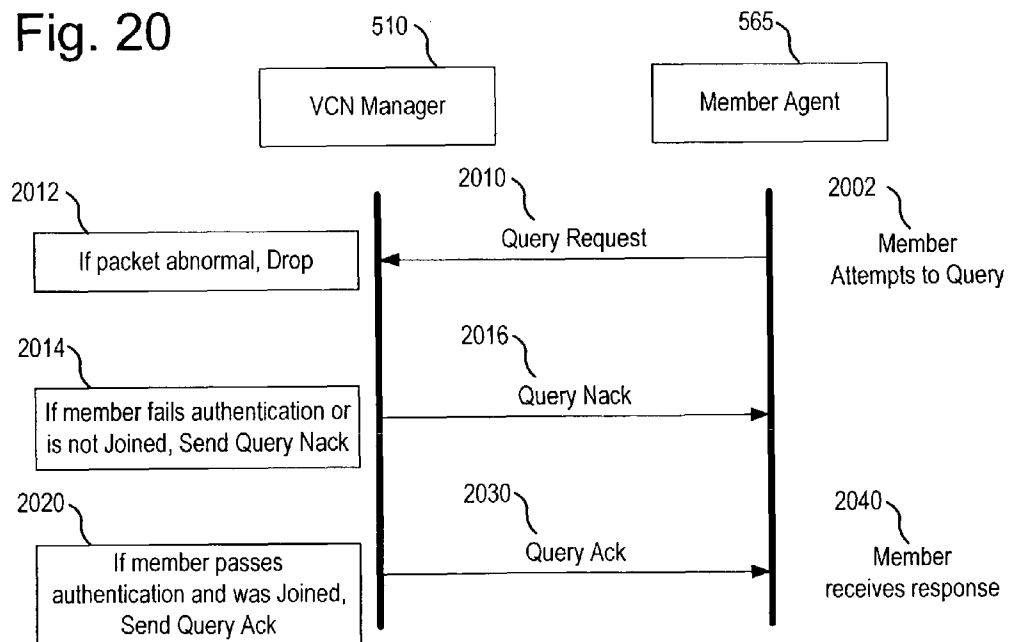 Fig. 20
510
565
VCN Manager
Member Agent
2012
2010
2002
If packet abnormal, Drop
Query Request
Member
Attempts to Query
2014
2016
If member fails authentication or
is not Joined, Send Query Nack
Query Nack
2020
2030
2040
If member passes
authentication and was Joined,
Send Query Ack
Query Ack
Member
receives response